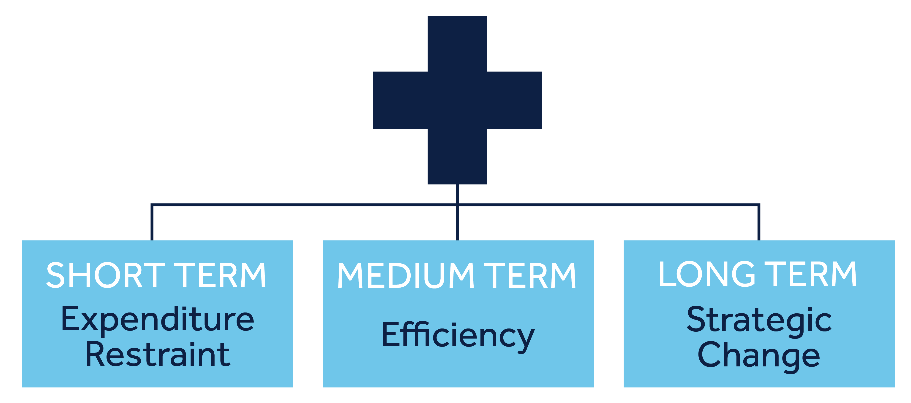 SHORT TERM
Expenditure
Restraint
MEDIUM TERM
Efficiency
LONG TERM
Strategic
Change